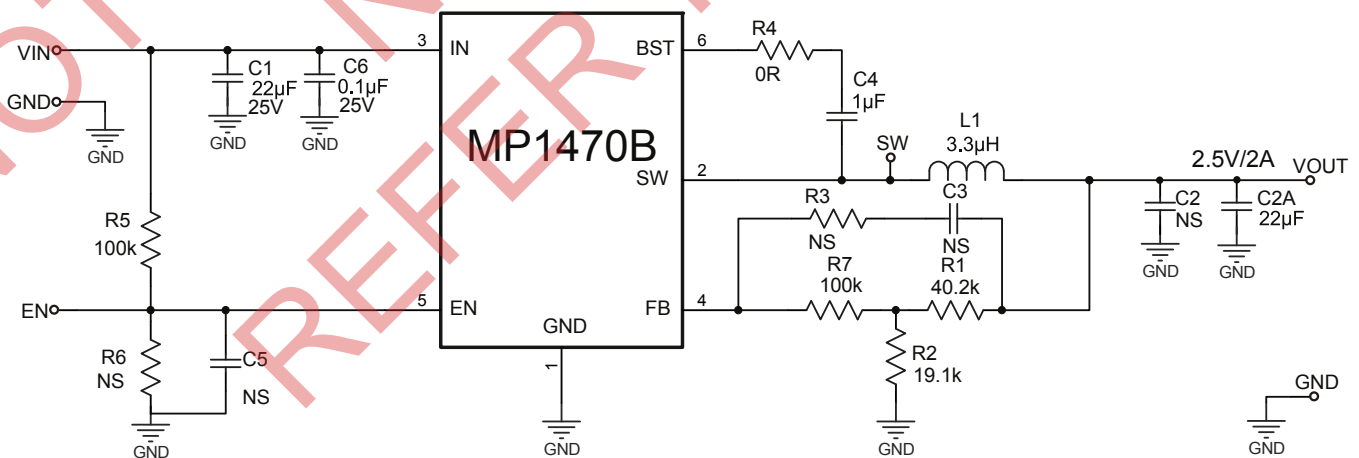 NOT
N
REFER
VIN
GND
GND
R5
100k
EN
R6
NS
C5
NS
GND
C1
22µF
25V
GND
C6
0.1µF
25V
GND
3
IN
5
EN
MP1470B
GND
1
GND
BST
6
SW
2
FB
4
R4
0R
C4
1µF
SW
L1
3.3µH
R3
NS
C3
NS
R7
100k
R1
40.2k
R2
19.1k
GND
2.5V/2A
VOUT
C2
NS
GND
C2A
22µF
GND
GND
GND